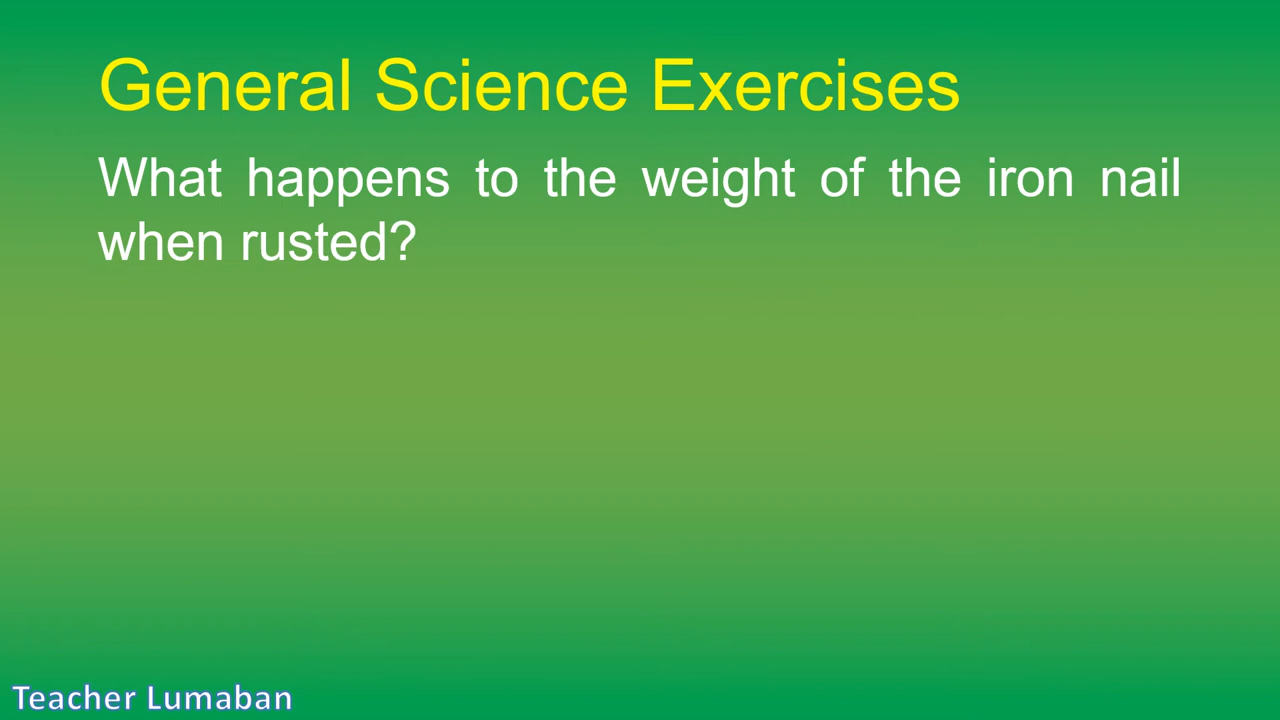 General Science Exercises
What happens to the weight of the iron nail
when rusted?
Teacher Lumaban